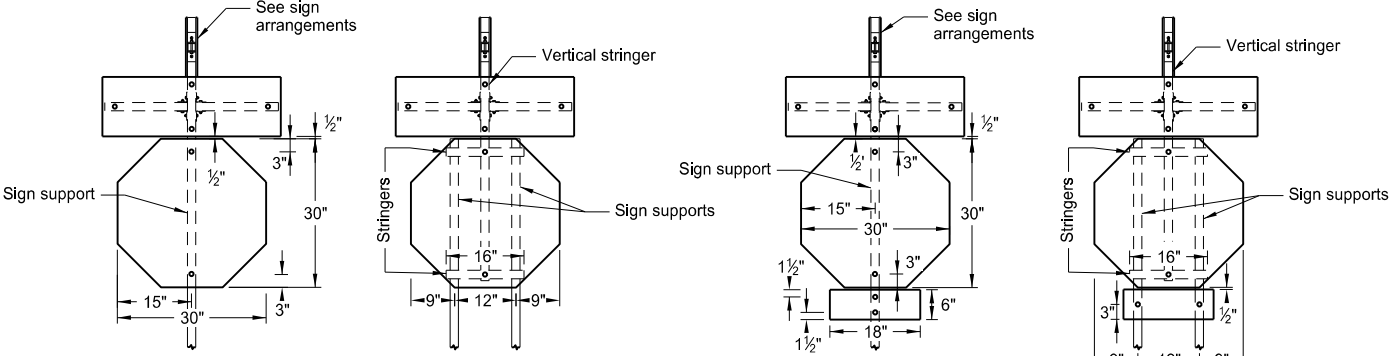 See sign
arrangements
Vertical stringer
½"
3"
½"
Sign support
30"
15"
30"
3"
Stringers
Sign supports
16"
9"
12"
9"
See sign
arrangements
Vertical stringer
½"
½'
3"
Sign support
15"
30"
30"
3"
1½"
6"
18"
1½"
Stringers
Sign supports
16"
3"
½"